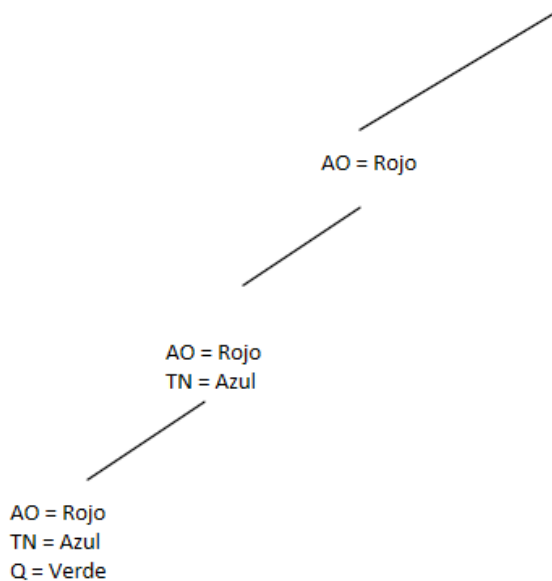 AO = Rojo
AO = Rojo
TN = Azul
AO = Rojo
TN = Azul
Q = Verde